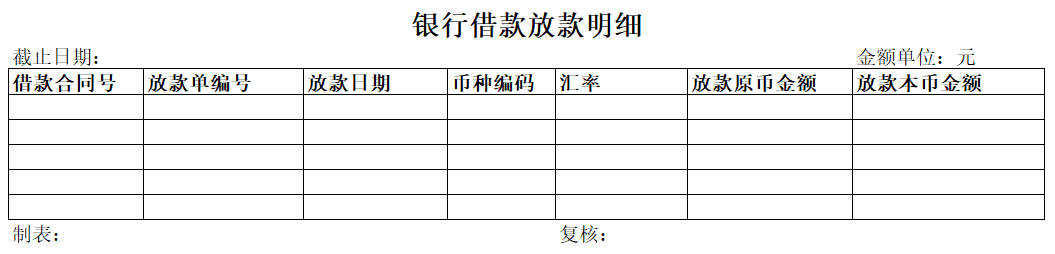 银行借款放款明细
截止日期: 金额单位: 元
借款合同号 放款单编号 放款日期 币种编码 汇率 放款原币金额 放款本币金额
制表: 复核: